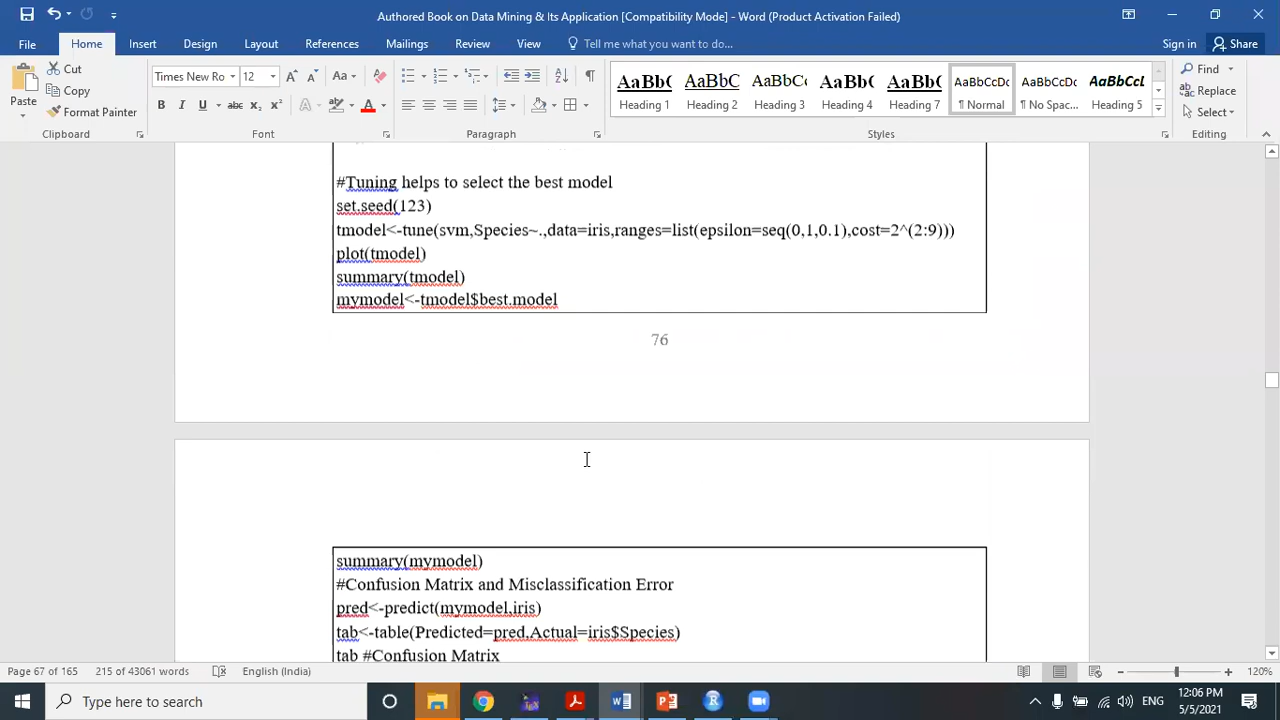 Authored Book on Data Mining & Its Application [Compatibility Mode] - Word (Product Activation Failed)
File Home Insert Design Layout References Mailings Review View Tell me what you want to do... Sign in Share
Paste Cut Copy Format Painter
Times New Ro 12
AaBbC AaBbC AaBbCc AaBbC AaBbC AaBbCcDc AaBbCcDc AaBbCcL
Heading 1 Heading 2 Heading Heading 4 Heading 7 ¶ Normal ¶ No Spac... Heading 5
Find Replace Select
Clipboard Font Paragraph Styles Editing
#Tuning helps to select the best model
set.seed(123)
tmodel<-tune(svm,Species~.,data=iris,ranges=list(epsilon=seq(0,1,0.1),cost=2^(2:9)))
plot(tmodel)
summary(tmodel)
mymodel<-tmodel$best.model
76
summary(mymodel)
#Confusion Matrix and Misclassification Error
pred<-predict(mymodel,iris)
tab<-table(Predicted=pred,Actual=iris$Species)
tab #Confusion Matrix
Page 67 of 165 215 of 43061 words English (India) 120%
Type here to search ENG 12:06 PM
5/5/2021